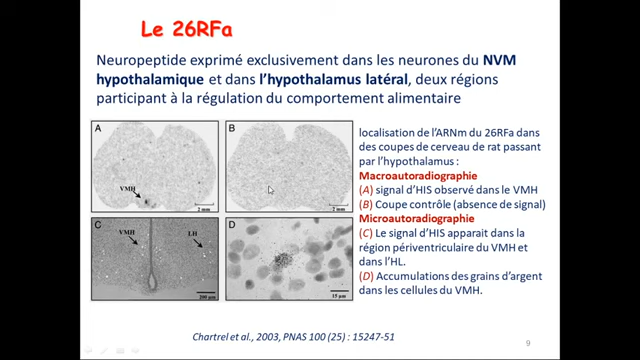 Le 26RFa
Neuropeptide exprimé exclusivement dans les neurones du NVM
hypothalamique et dans l'hypothalamus latéral, deux régions
participant à la régulation du comportement alimentaire
A
VMH
2 mm
B
2 mm
C
VMH
LH
200 µm
D
15 µm
localisation de l'ARNm du 26RFa dans
des coupes de cerveau de rat passant
par l'hypothalamus :
Macroautoradiographie
(A) signal d'HIS observé dans le VMH
(B) Coupe contrôle (absence de signal)
Microautoradiographie
(C) Le signal d'HIS apparait dans la
région périventriculaire du VMH et
dans l'HL.
(D) Accumulations des grains d'argent
dans les cellules du VMH.
Chartrel et al., 2003, PNAS 100 (25) : 15247-51
9